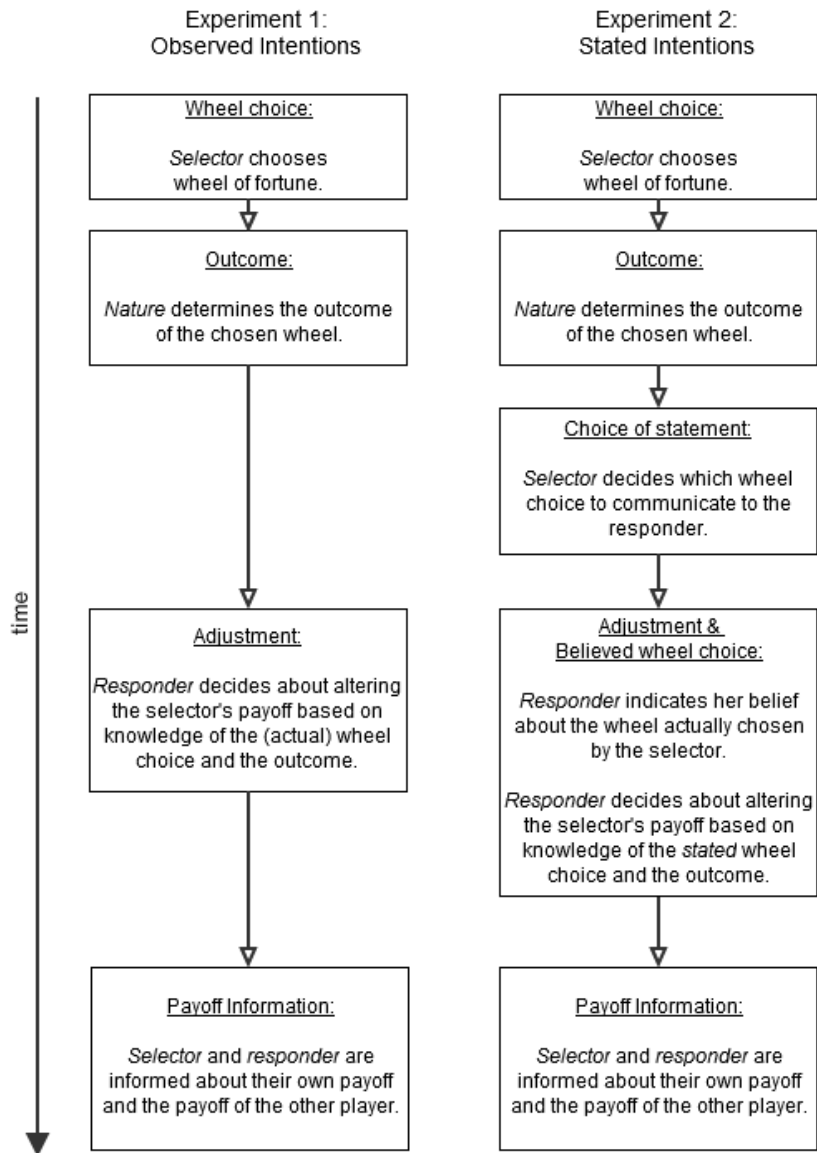 Experiment 1:
Observed Intentions
Wheel choice:
Selector chooses
wheel of fortune.
Outcome:
Nature determines the outcome
of the chosen wheel.
Adjustment:
Responder decides about altering
the selector's payoff based on
knowledge of the (actual) wheel
choice and the outcome.
Payoff Information:
Selector and responder are
informed about their own payoff
and the payoff of the other player.
Experiment 2:
Stated Intentions
Wheel choice:
Selector chooses
wheel of fortune.
Outcome:
Nature determines the outcome
of the chosen wheel.
Choice of statement:
Selector decides which wheel
choice to communicate to the
responder.
Adjustment &
Believed wheel choice:
Responder indicates her belief
about the wheel actually chosen
by the selector.
Responder decides about altering
the selector's payoff based on
knowledge of the stated wheel
choice and the outcome.
Payoff Information:
Selector and responder are
informed about their own payoff
and the payoff of the other player.
time